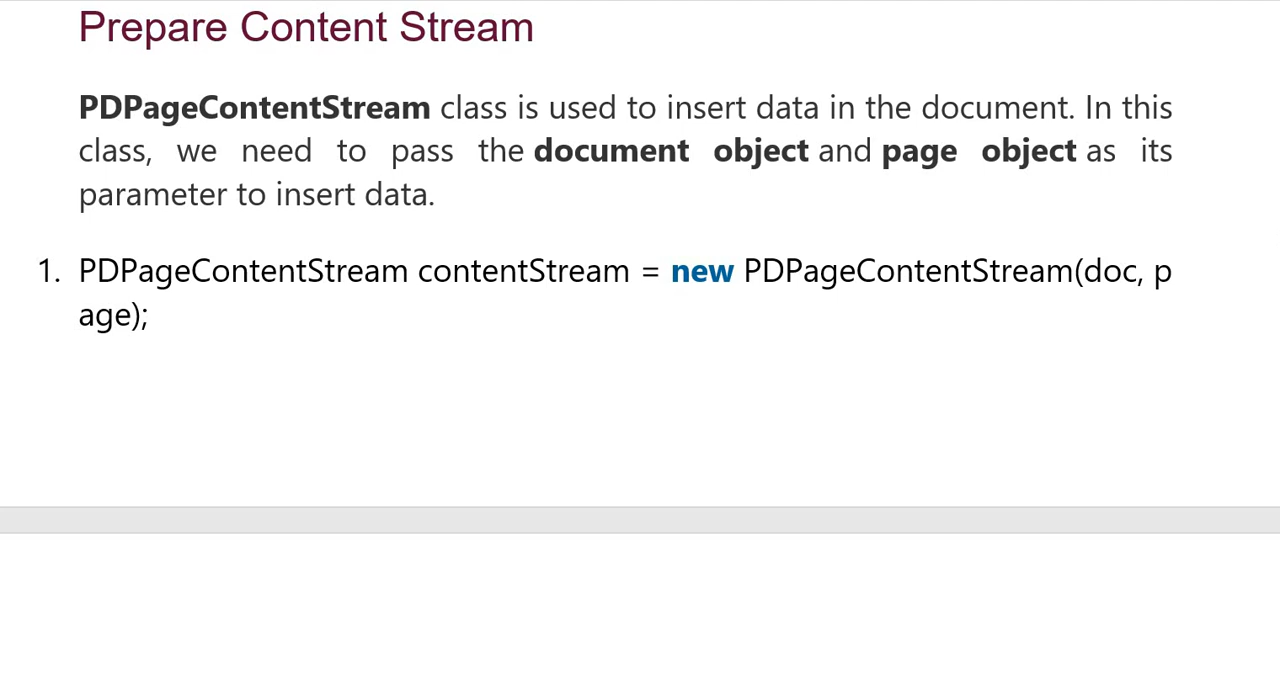 Prepare Content Stream
PDPageContentStream class is used to insert data in the document. In this
class, we need to pass the document object and page object as its
parameter to insert data.
1. PDPageContentStream contentStream = new PDPageContentStream(doc, p
age);